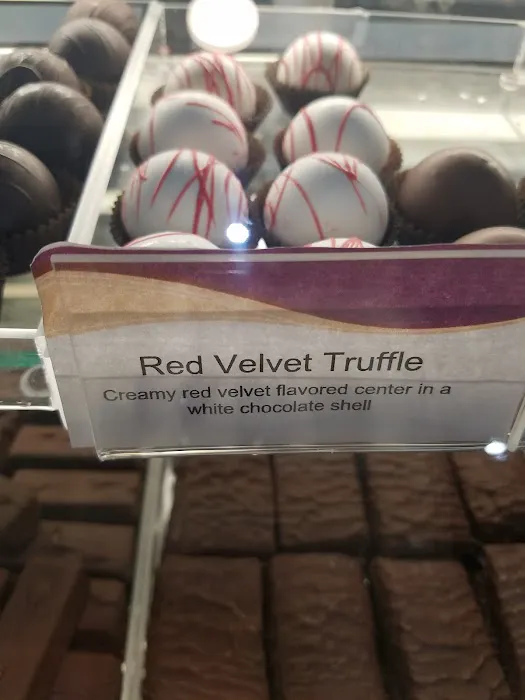 Red Velvet Truffle
Creamy red velvet flavored center in a
white chocolate shell